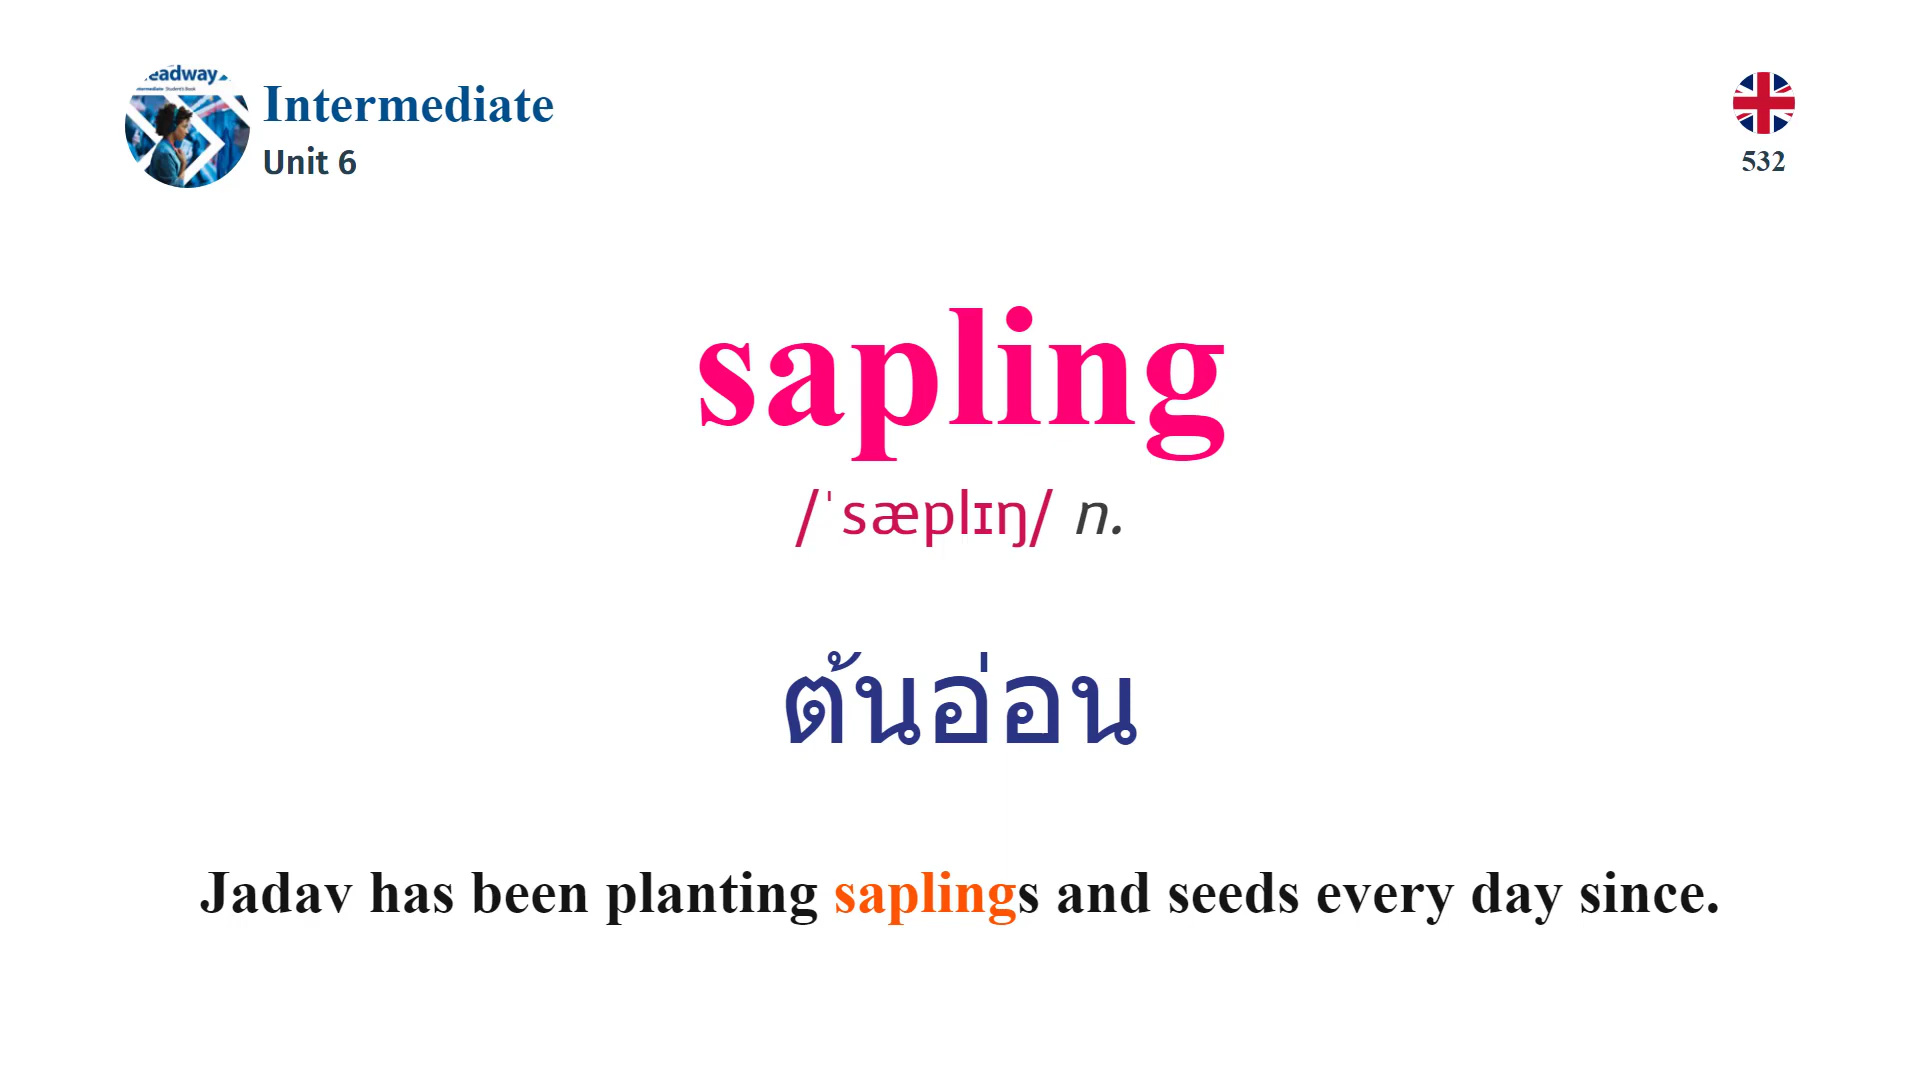 eadway
Intermediate
Unit 6
532
sapling
/ˈsæplɪŋ/ n.
ต้นอ่อน
Jadav has been planting saplings and seeds every day since.